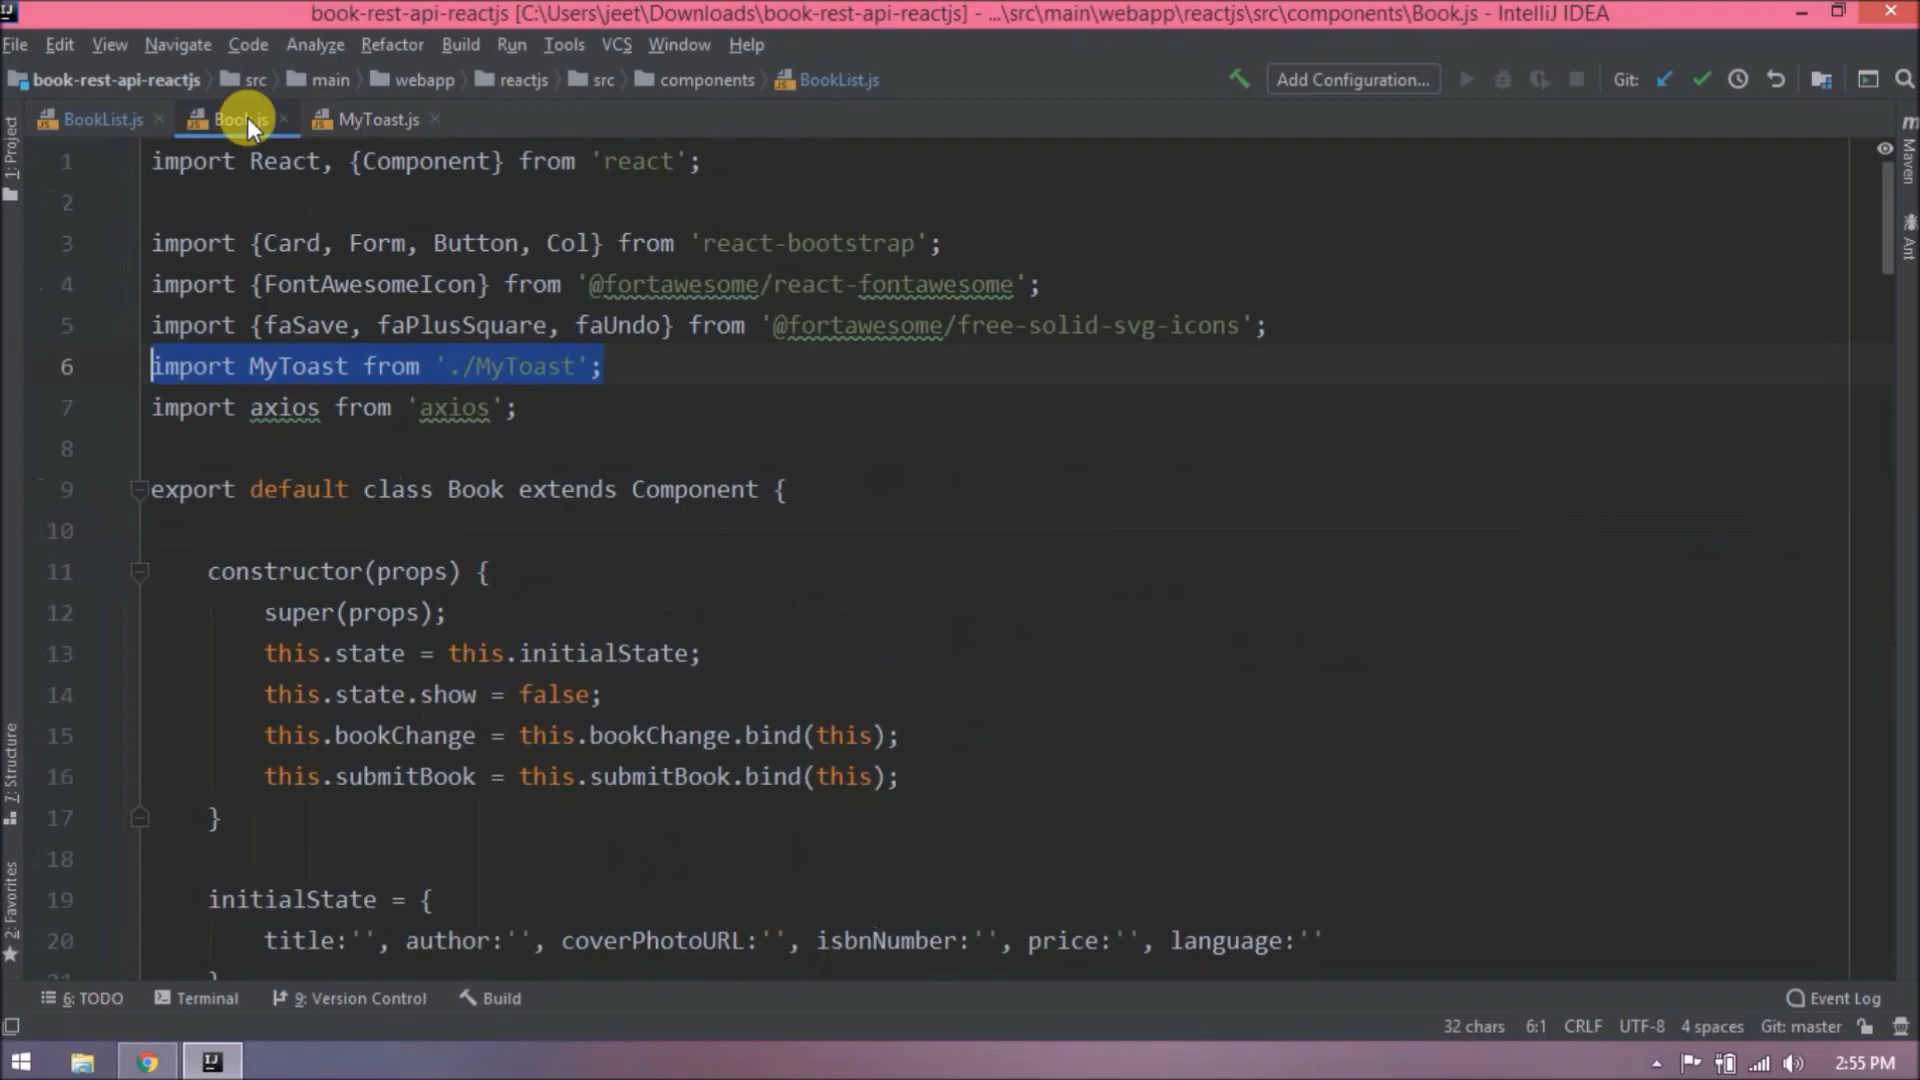 book-rest-api-reactjs [C:\Users\jeet\Downloads\book-rest-api-reactjs] - ...\src\main\webapp\reactjs\src\components\Book.js - IntelliJ IDEA
File Edit View Navigate Code Analyze Refactor Build Run Tools VCS Window Help
book-rest-api-reactjs src main webapp reactjs src components BookList.js Add Configuration... Git:
BookList.js Book.js MyToast.js
1: Project
7: Structure
2: Favorites
Maven
Ant
1 import React, {Component} from 'react';
2
3 import {Card, Form, Button, Col} from 'react-bootstrap';
4 import {FontAwesomeIcon} from '@fortawesome/react-fontawesome';
5 import {faSave, faPlusSquare, faUndo} from '@fortawesome/free-solid-svg-icons';
6 import MyToast from './MyToast';
7 import axios from 'axios';
8
9 export default class Book extends Component {
10
11 constructor(props) {
12 super(props);
13 this.state = this.initialState;
14 this.state.show = false;
15 this.bookChange = this.bookChange.bind(this);
16 this.submitBook = this.submitBook.bind(this);
17 }
18
19 initialState = {
20 title:'', author:'', coverPhotoURL:'', isbnNumber:'', price:'', language:''
6: TODO Terminal 9: Version Control Build Event Log
32 chars 6:1 CRLF UTF-8 4 spaces Git: master
2:55 PM